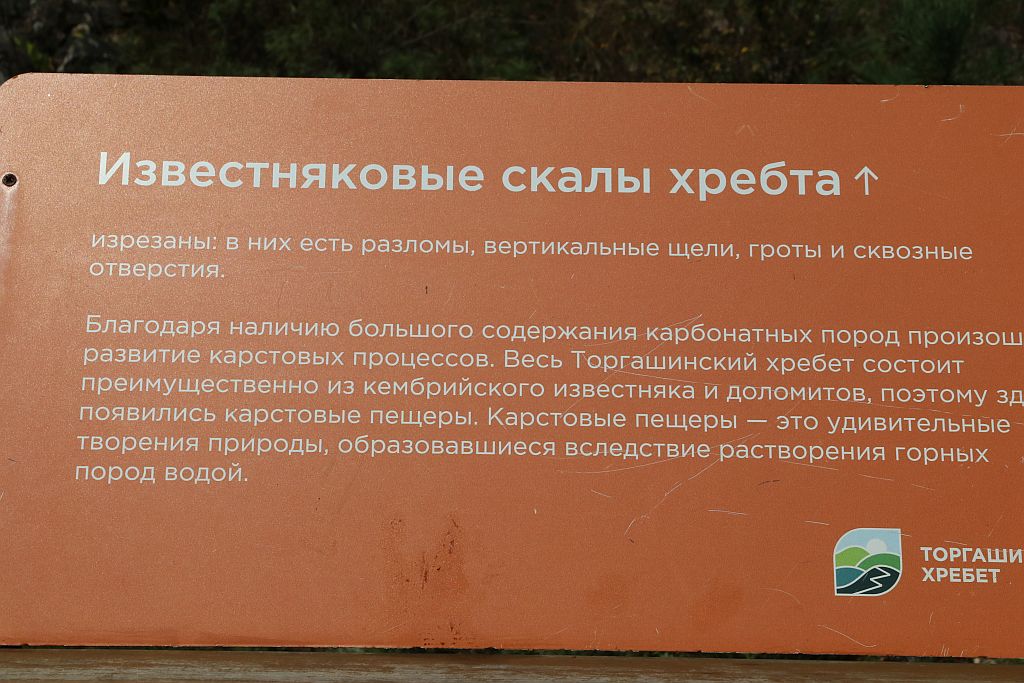 Известняковые скалы хребта ↑
изрезаны: в них есть разломы, вертикальные щели, гроты и сквозные
отверстия.
Благодаря наличию большого содержания карбонатных пород произош
развитие карстовых процессов. Весь Торгашинский хребет состоит
преимущественно из кембрийского известняка и доломитов, поэтому зд
появились карстовые пещеры. Карстовые пещеры — это удивительные
творения природы, образовавшиеся вследствие растворения горных
пород водой.
ТОРГАШИ
ХРЕБЕТ